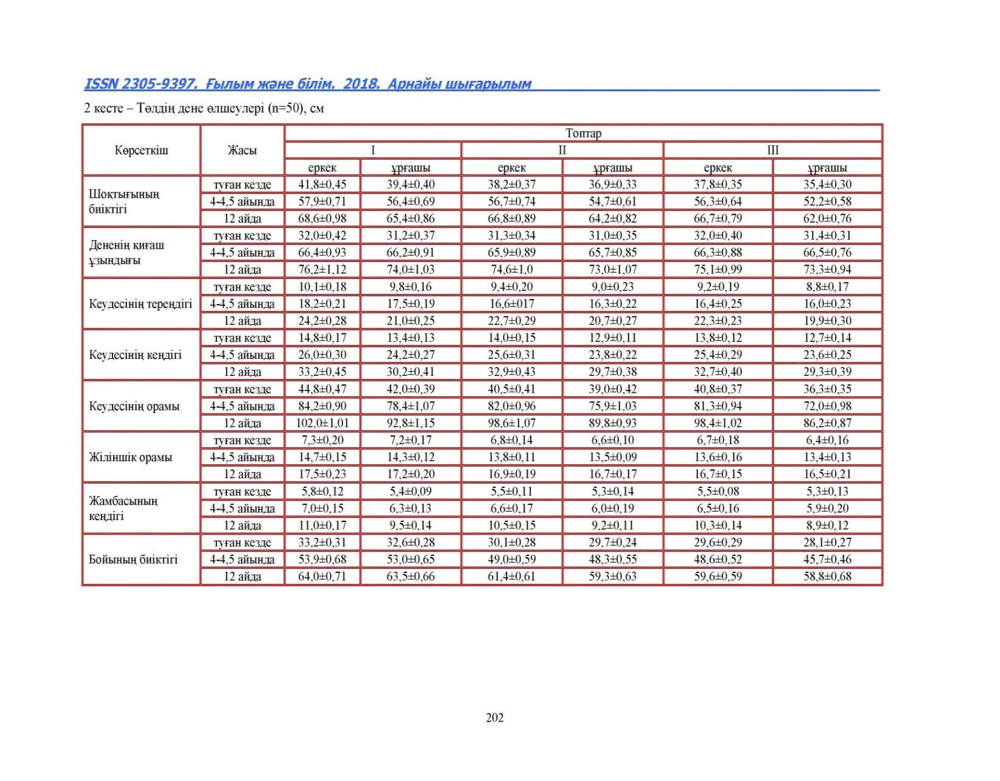 ISSN 2305-9397. Ғылым және білім. 2018. Арнайы шығарылым
2 кесте – Төлдің дене өлшеулері (n=50), см
Көрсеткіш Жасы Топтар
I II III
еркек ұрғашы еркек ұрғашы еркек ұрғашы
Шоқтығының биіктігі туған кезде 41,8±0,45 39,4±0,40 38,2±0,37 36,9±0,33 37,8±0,35 35,4±0,30
4-4,5 айында 57,9±0,71 56,4±0,69 56,7±0,74 54,7±0,61 56,3±0,64 52,2±0,58
12 айда 68,6±0,98 65,4±0,86 66,8±0,89 64,2±0,82 66,7±0,79 62,0±0,76
Дененің қиғаш ұзындығы туған кезде 32,0±0,42 31,2±0,37 31,3±0,34 31,0±0,35 32,0±0,40 31,4±0,31
4-4,5 айында 66,4±0,93 66,2±0,91 65,9±0,89 65,7±0,85 66,3±0,88 66,5±0,76
12 айда 76,2±1,12 74,0±1,03 74,6±1,0 73,0±1,07 75,1±0,99 73,3±0,94
Кеудесінің тереңдігі туған кезде 10,1±0,18 9,8±0,16 9,4±0,20 9,0±0,23 9,2±0,19 8,8±0,17
4-4,5 айында 18,2±0,21 17,5±0,19 16,6±017 16,3±0,22 16,4±0,25 16,0±0,23
12 айда 24,2±0,28 21,0±0,25 22,7±0,29 20,7±0,27 22,3±0,23 19,9±0,30
Кеудесінің кеңдігі туған кезде 14,8±0,17 13,4±0,13 14,0±0,15 12,9±0,11 13,8±0,12 12,7±0,14
4-4,5 айында 26,0±0,30 24,2±0,27 25,6±0,31 23,8±0,22 25,4±0,29 23,6±0,25
12 айда 33,2±0,45 30,2±0,41 32,9±0,43 29,7±0,38 32,7±0,40 29,3±0,39
Кеудесінің орамы туған кезде 44,8±0,47 42,0±0,39 40,5±0,41 39,0±0,42 40,8±0,37 36,3±0,35
4-4,5 айында 84,2±0,90 78,4±1,07 82,0±0,96 75,9±1,03 81,3±0,94 72,0±0,98
12 айда 102,0±1,01 92,8±1,15 98,6±1,07 89,8±0,93 98,4±1,02 86,2±0,87
Жіліншік орамы туған кезде 7,3±0,20 7,2±0,17 6,8±0,14 6,6±0,10 6,7±0,18 6,4±0,16
4-4,5 айында 14,7±0,15 14,3±0,12 13,8±0,11 13,5±0,09 13,6±0,16 13,4±0,13
12 айда 17,5±0,23 17,2±0,20 16,9±0,19 16,7±0,17 16,7±0,15 16,5±0,21
Жамбасының кеңдігі туған кезде 5,8±0,12 5,4±0,09 5,5±0,11 5,3±0,14 5,5±0,08 5,3±0,13
4-4,5 айында 7,0±0,15 6,3±0,13 6,6±0,17 6,0±0,19 6,5±0,16 5,9±0,20
12 айда 11,0±0,17 9,5±0,14 10,5±0,15 9,2±0,11 10,3±0,14 8,9±0,12
Бойының биіктігі туған кезде 33,2±0,31 32,6±0,28 30,1±0,28 29,7±0,24 29,6±0,29 28,1±0,27
4-4,5 айында 53,9±0,68 53,0±0,65 49,0±0,59 48,3±0,55 48,6±0,52 45,7±0,46
12 айда 64,0±0,71 63,5±0,66 61,4±0,61 59,3±0,63 59,6±0,59 58,8±0,68
202